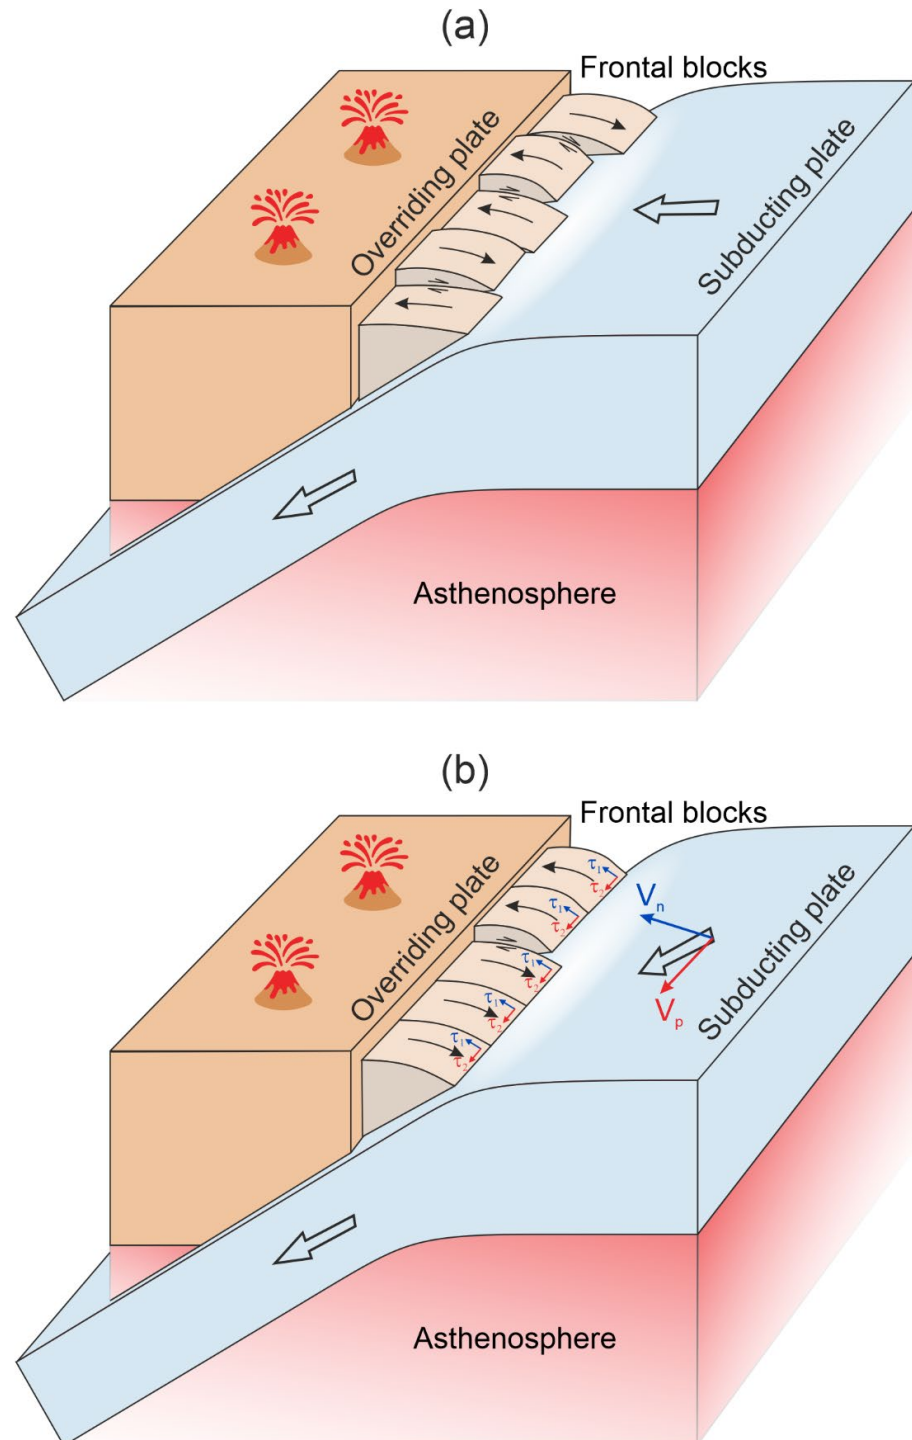 (a)
Frontal blocks
Overriding plate
Subducting plate
Asthenosphere
(b)
Frontal blocks
Overriding plate
Subducting plate
τ₁
τ₂
τ₁
τ₂
τ₁
τ₂
τ₁
τ₂
τ₁
τ₂
Vₙ
Vₚ
Asthenosphere